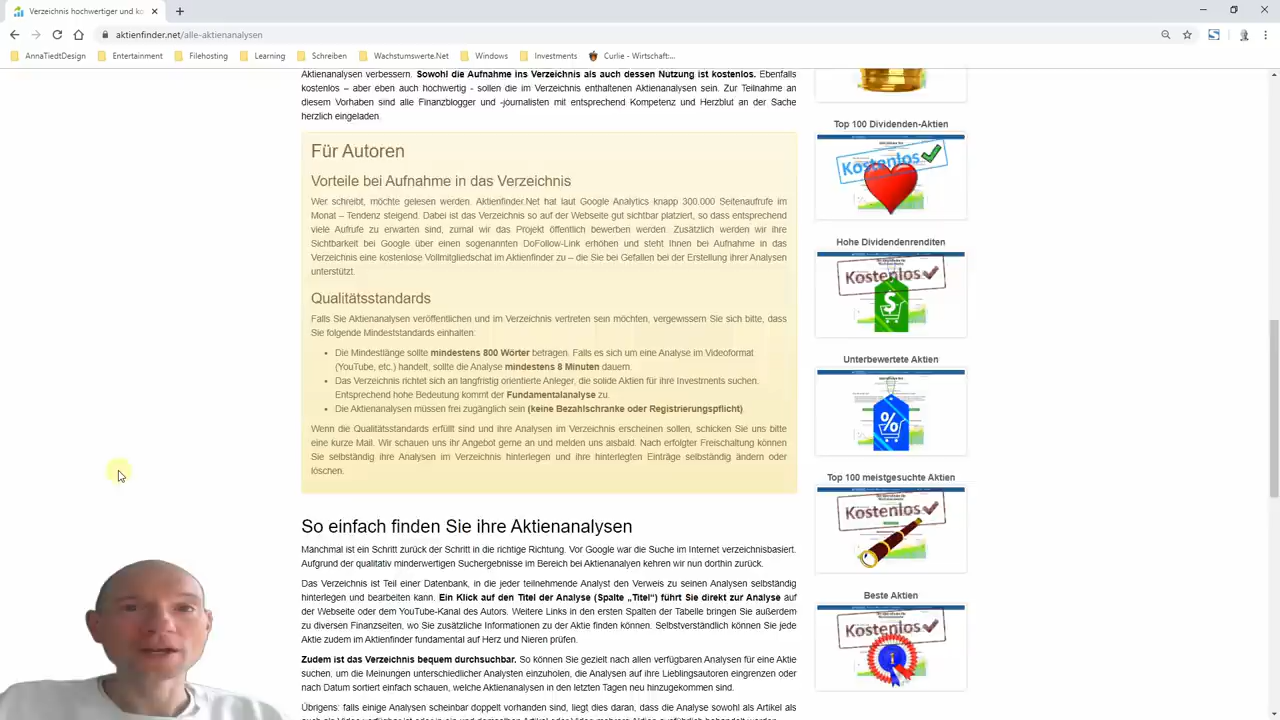 Verzeichnis hochwertiger und ko
aktienfinder.net/alle-aktienanalysen
AnnaTiedtDesign
Entertainment
Filehosting
Learning
Schreiben
Wachstumswerte.Net
Windows
Investments
Curlie - Wirtschaft:...
Aktienanalysen verbessern. Sowohl die Aufnahme ins Verzeichnis als auch dessen Nutzung ist kostenlos. Ebenfalls
kostenlos – aber eben auch hochwertig - sollen die im Verzeichnis enthaltenen Aktienanalysen sein. Zur Teilnahme an
diesem Vorhaben sind alle Finanzblogger und -journalisten mit entsprechend Kompetenz und Herzblut an der Sache
herzlich eingeladen.
Für Autoren
Vorteile bei Aufnahme in das Verzeichnis
Wer schreibt, möchte gelesen werden. Aktienfinder.Net hat laut Google Analytics knapp 300.000 Seitenaufrufe im
Monat – Tendenz steigend. Dabei ist das Verzeichnis so auf der Webseite gut sichtbar platziert, so dass entsprechend
viele Aufrufe zu erwarten sind, zumal wir das Projekt öffentlich bewerben werden. Zusätzlich werden wir ihre
Sichtbarkeit bei Google über einen sogenannten DoFollow-Link erhöhen und steht Ihnen bei Aufnahme in das
Verzeichnis eine kostenlose Vollmitgliedschaft im Aktienfinder zu – die Sie bei Gefallen bei der Erstellung ihrer Analysen
unterstützt.
Qualitätsstandards
Falls Sie Aktienanalysen veröffentlichen und im Verzeichnis vertreten sein möchten, vergewissern Sie sich bitte, dass
Sie folgende Mindeststandards einhalten:
• Die Mindestlänge sollte mindestens 800 Wörter betragen. Falls es sich um eine Analyse im Videoformat
(YouTube, etc.) handelt, sollte die Analyse mindestens 8 Minuten dauern.
• Das Verzeichnis richtet sich an langfristig orientierte Anleger, die solide Aktien für ihre Investments suchen.
Entsprechend hohe Bedeutung kommt der Fundamentalanalyse zu.
• Die Aktienanalysen müssen frei zugänglich sein (keine Bezahlschranke oder Registrierungspflicht).
Wenn die Qualitätsstandards erfüllt sind und ihre Analysen im Verzeichnis erscheinen sollen, schicken Sie uns bitte
eine kurze Mail. Wir schauen uns ihr Angebot gerne an und melden uns alsbald. Nach erfolgter Freischaltung können
Sie selbständig ihre Analysen im Verzeichnis hinterlegen und ihre hinterlegten Einträge selbständig ändern oder
löschen.
So einfach finden Sie ihre Aktienanalysen
Manchmal ist ein Schritt zurück der Schritt in die richtige Richtung. Vor Google war die Suche im Internet verzeichnisbasiert.
Aufgrund der qualitativ minderwertigen Suchergebnisse im Bereich bei Aktienanalyen kehren wir nun dorthin zurück.
Das Verzeichnis ist Teil einer Datenbank, in die jeder teilnehmende Analyst den Verweis zu seinen Analysen selbständig
hinterlegen und bearbeiten kann. Ein Klick auf den Titel der Analyse (Spalte „Titel“) führt Sie direkt zur Analyse auf
der Webseite oder dem YouTube-Kanal des Autors. Weitere Links in den ersten Spalten der Tabelle bringen Sie außerdem
zu diversen Finanzseiten, wo Sie zusätzliche Informationen zu der Aktie finden können. Selbstverständlich können Sie jede
Aktie zudem im Aktienfinder fundamental auf Herz und Nieren prüfen.
Zudem ist das Verzeichnis bequem durchsuchbar. So können Sie gezielt nach allen verfügbaren Analysen für eine Aktie
suchen, um die Meinungen unterschiedlicher Analysten einzuholen, die Analysen auf ihre Lieblingsautoren eingrenzen oder
nach Datum sortiert einfach schauen, welche Aktienanalysen in den letzten Tagen neu hinzugekommen sind.
Übrigens: falls einige Analysen scheinbar doppelt vorhanden sind, liegt dies daran, dass die Analyse sowohl als Artikel als
Top 100 Dividenden-Aktien
Kostenlos
Hohe Dividendenrenditen
Kostenlos
$
Unterbewertete Aktien
%
Top 100 meistgesuchte Aktien
Kostenlos
Beste Aktien
Kostenlos
1